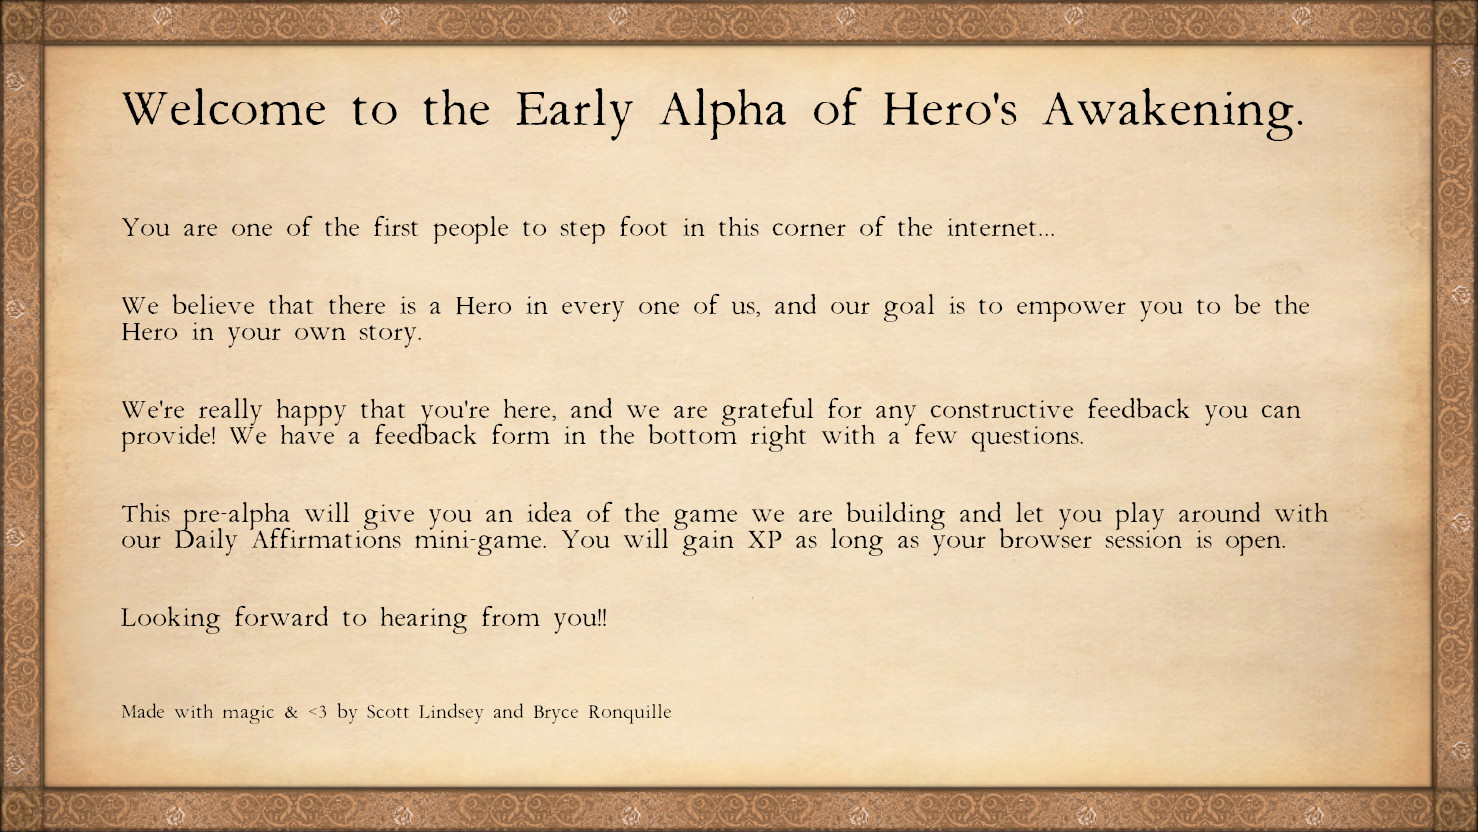 Welcome to the Early Alpha of Hero's Awakening.
You are one of the first people to step foot in this corner of the internet...
We believe that there is a Hero in every one of us, and our goal is to empower you to be the
Hero in your own story.
We're really happy that you're here, and we are grateful for any constructive feedback you can
provide! We have a feedback form in the bottom right with a few questions.
This pre-alpha will give you an idea of the game we are building and let you play around with
our Daily Affirmations mini-game. You will gain XP as long as your browser session is open.
Looking forward to hearing from you!!
Made with magic & <3 by Scott Lindsey and Bryce Ronquille